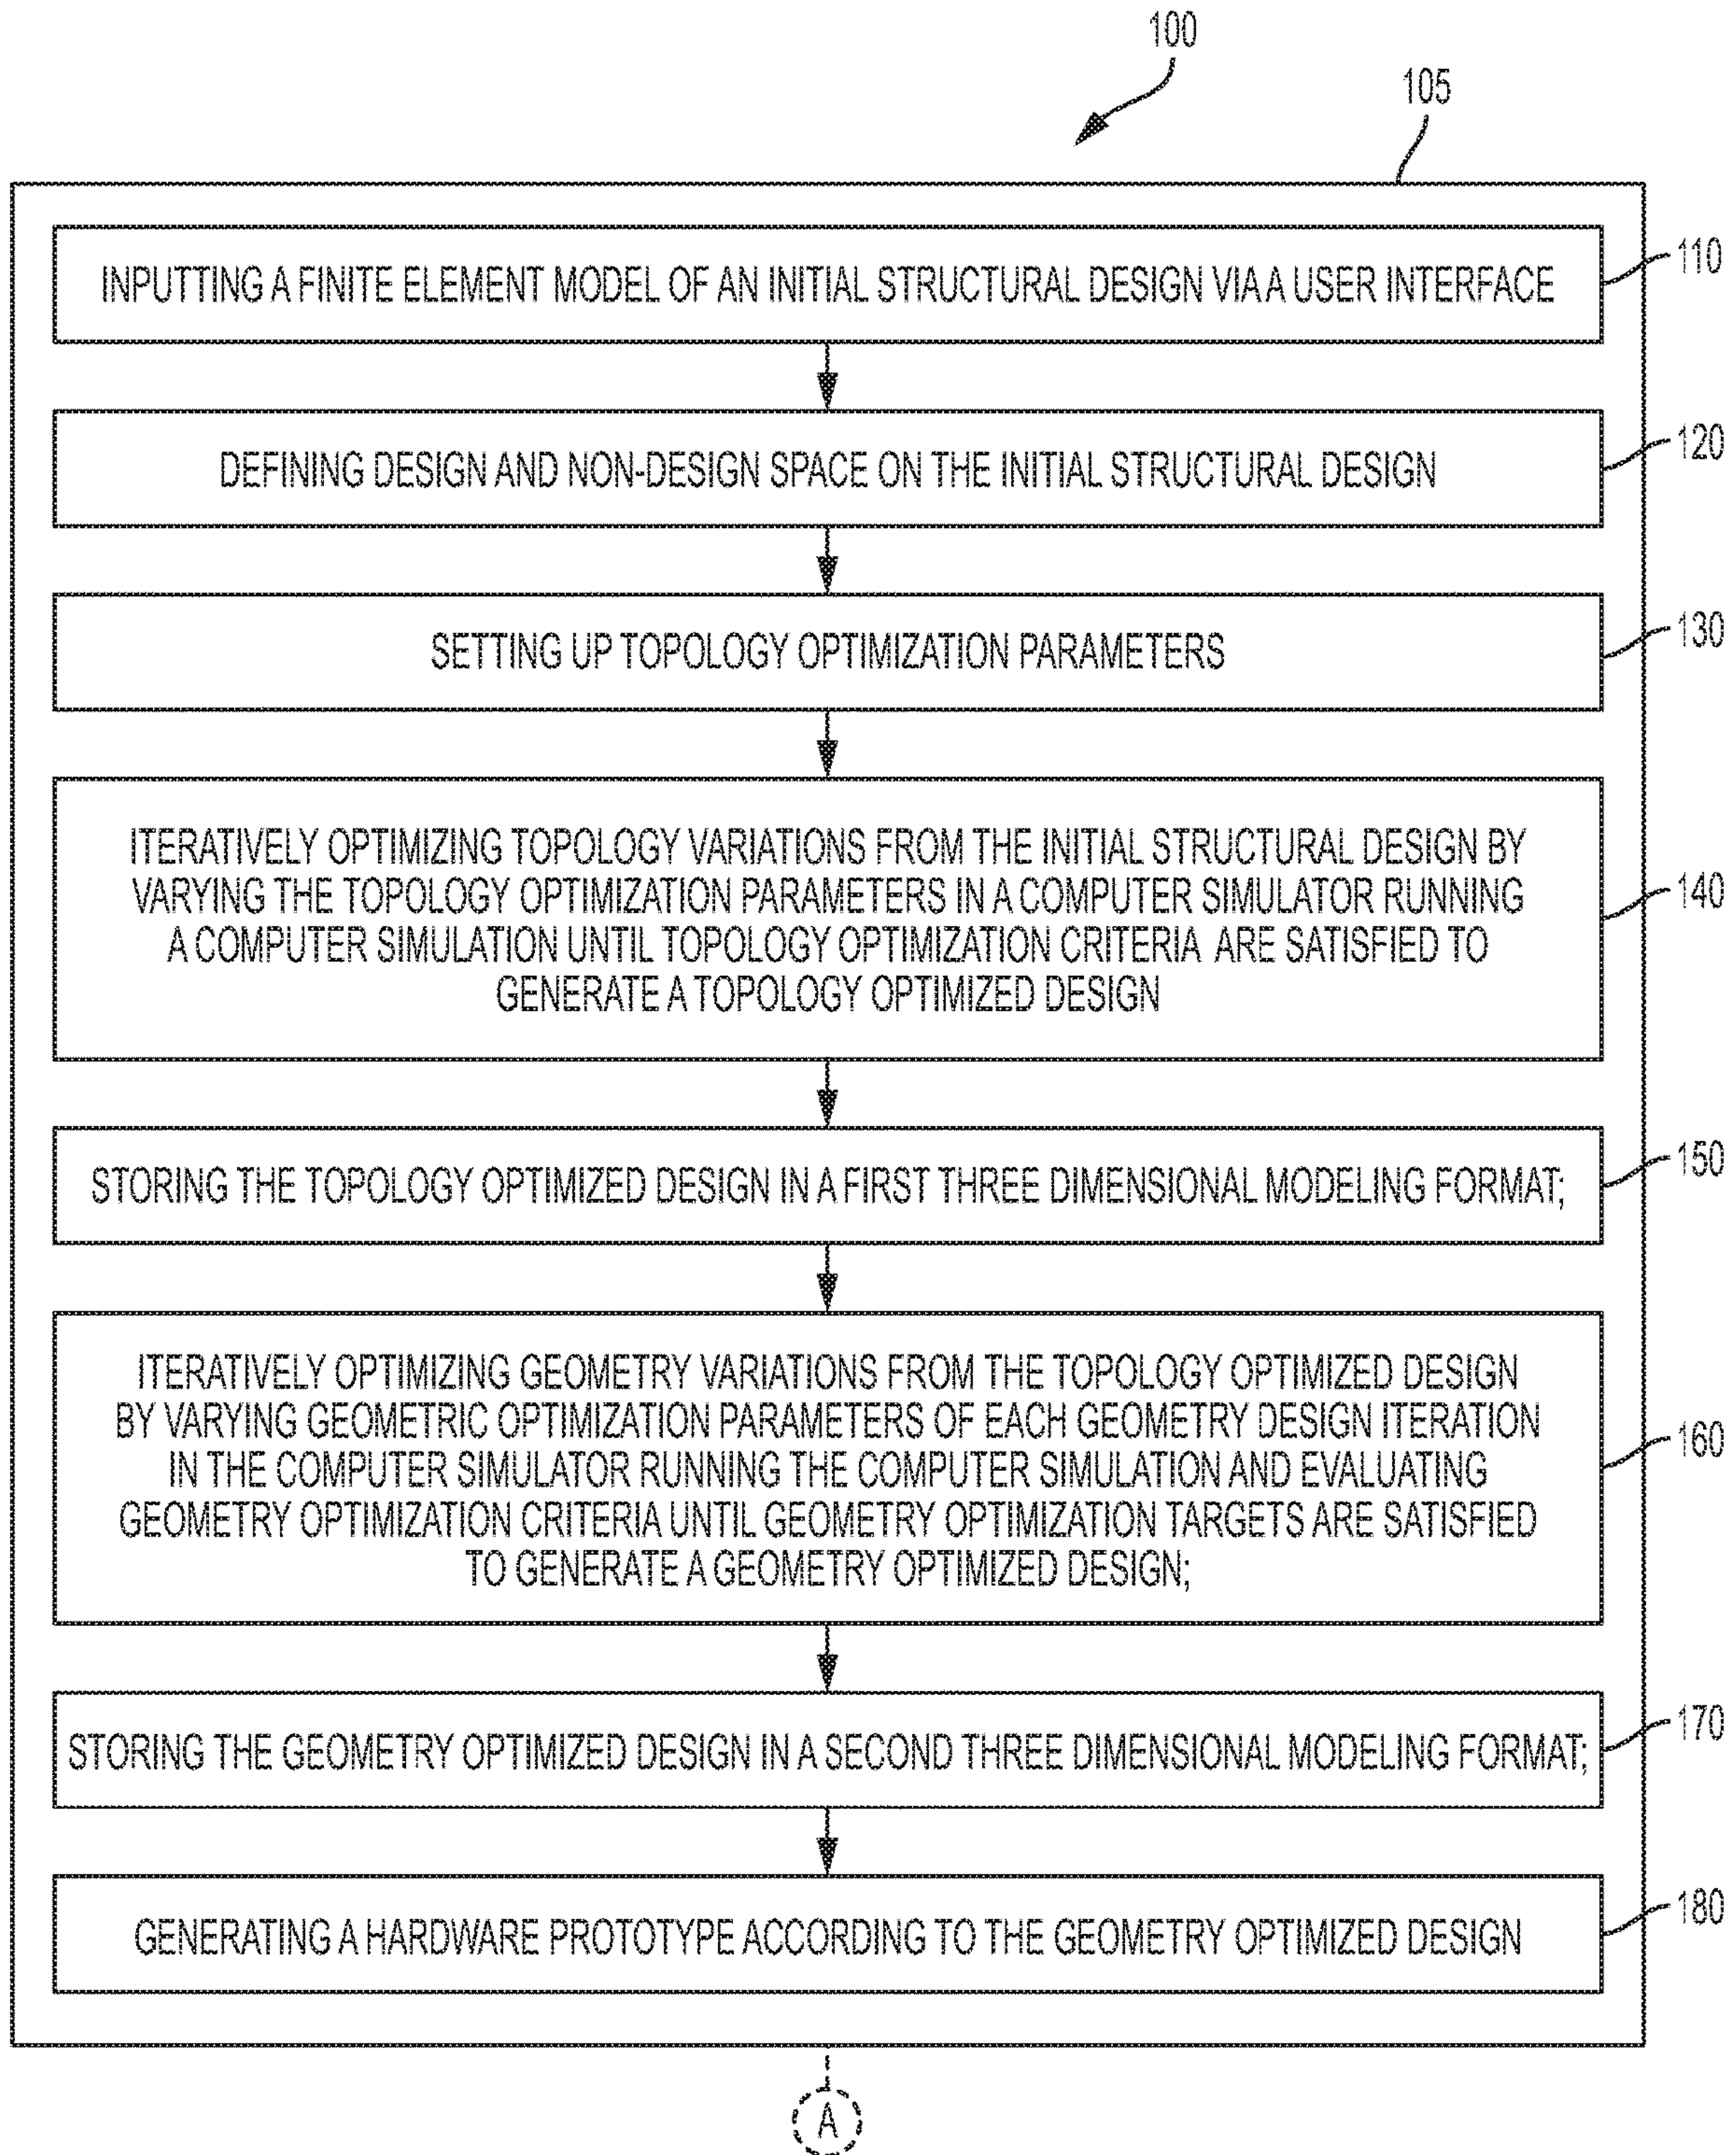 100
105
INPUTTING A FINITE ELEMENT MODEL OF AN INITIAL STRUCTURAL DESIGN VIA A USER INTERFACE
110
DEFINING DESIGN AND NON-DESIGN SPACE ON THE INITIAL STRUCTURAL DESIGN
120
SETTING UP TOPOLOGY OPTIMIZATION PARAMETERS
130
ITERATIVELY OPTIMIZING TOPOLOGY VARIATIONS FROM THE INITIAL STRUCTURAL DESIGN BY
VARYING THE TOPOLOGY OPTIMIZATION PARAMETERS IN A COMPUTER SIMULATOR RUNNING
A COMPUTER SIMULATION UNTIL TOPOLOGY OPTIMIZATION CRITERIA ARE SATISFIED TO
GENERATE A TOPOLOGY OPTIMIZED DESIGN
140
STORING THE TOPOLOGY OPTIMIZED DESIGN IN A FIRST THREE DIMENSIONAL MODELING FORMAT;
150
ITERATIVELY OPTIMIZING GEOMETRY VARIATIONS FROM THE TOPOLOGY OPTIMIZED DESIGN
BY VARYING GEOMETRIC OPTIMIZATION PARAMETERS OF EACH GEOMETRY DESIGN ITERATION
IN THE COMPUTER SIMULATOR RUNNING THE COMPUTER SIMULATION AND EVALUATING
GEOMETRY OPTIMIZATION CRITERIA UNTIL GEOMETRY OPTIMIZATION TARGETS ARE SATISFIED
TO GENERATE A GEOMETRY OPTIMIZED DESIGN;
160
STORING THE GEOMETRY OPTIMIZED DESIGN IN A SECOND THREE DIMENSIONAL MODELING FORMAT;
170
GENERATING A HARDWARE PROTOTYPE ACCORDING TO THE GEOMETRY OPTIMIZED DESIGN
180
A